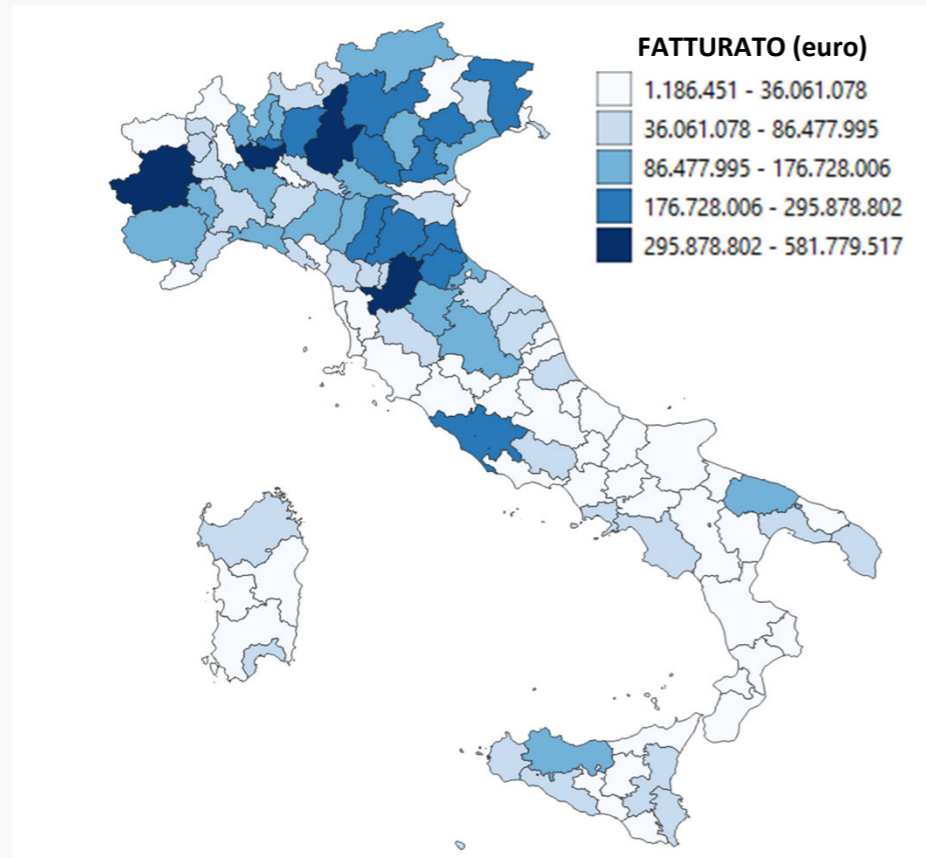 FATTURATO (euro)
1.186.451 - 36.061.078
36.061.078 - 86.477.995
86.477.995 - 176.728.006
176.728.006 - 295.878.802
295.878.802 - 581.779.517